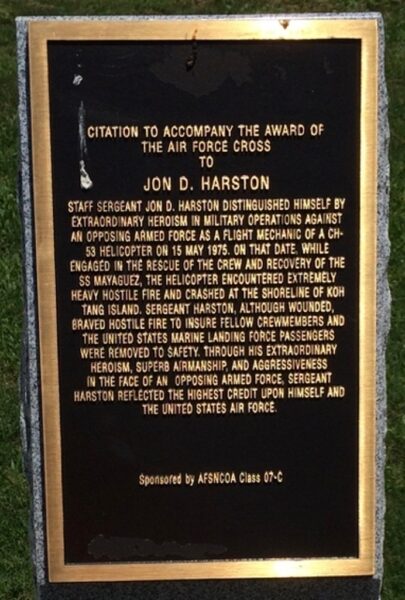 CITATION TO ACCOMPANY THE AWARD OF
THE AIR FORCE CROSS
TO
JON D. HARSTON
STAFF SERGEANT JON D. HARSTON DISTINGUISHED HIMSELF BY
EXTRAORDINARY HEROISM IN MILITARY OPERATIONS AGAINST
AN OPPOSING ARMED FORCE AS A FLIGHT MECHANIC OF A CH-
53 HELICOPTER ON 15 MAY 1975. ON THAT DATE, WHILE
ENGAGED IN THE RESCUE OF THE CREW AND RECOVERY OF THE
SS MAYAGUEZ, THE HELICOPTER ENCOUNTERED EXTREMELY
HEAVY HOSTILE FIRE AND CRASHED AT THE SHORELINE OF KOH
TANG ISLAND. SERGEANT HARSTON, ALTHOUGH WOUNDED,
BRAVED HOSTILE FIRE TO INSURE FELLOW CREWMEMBERS AND
THE UNITED STATES MARINE LANDING FORCE PASSENGERS
WERE REMOVED TO SAFETY. THROUGH HIS EXTRAORDINARY
HEROISM, SUPERB AIRMANSHIP, AND AGGRESSIVENESS
IN THE FACE OF AN OPPOSING ARMED FORCE, SERGEANT
HARSTON REFLECTED THE HIGHEST CREDIT UPON HIMSELF AND
THE UNITED STATES AIR FORCE.
Sponsored by AFSNCOA Class 07-C